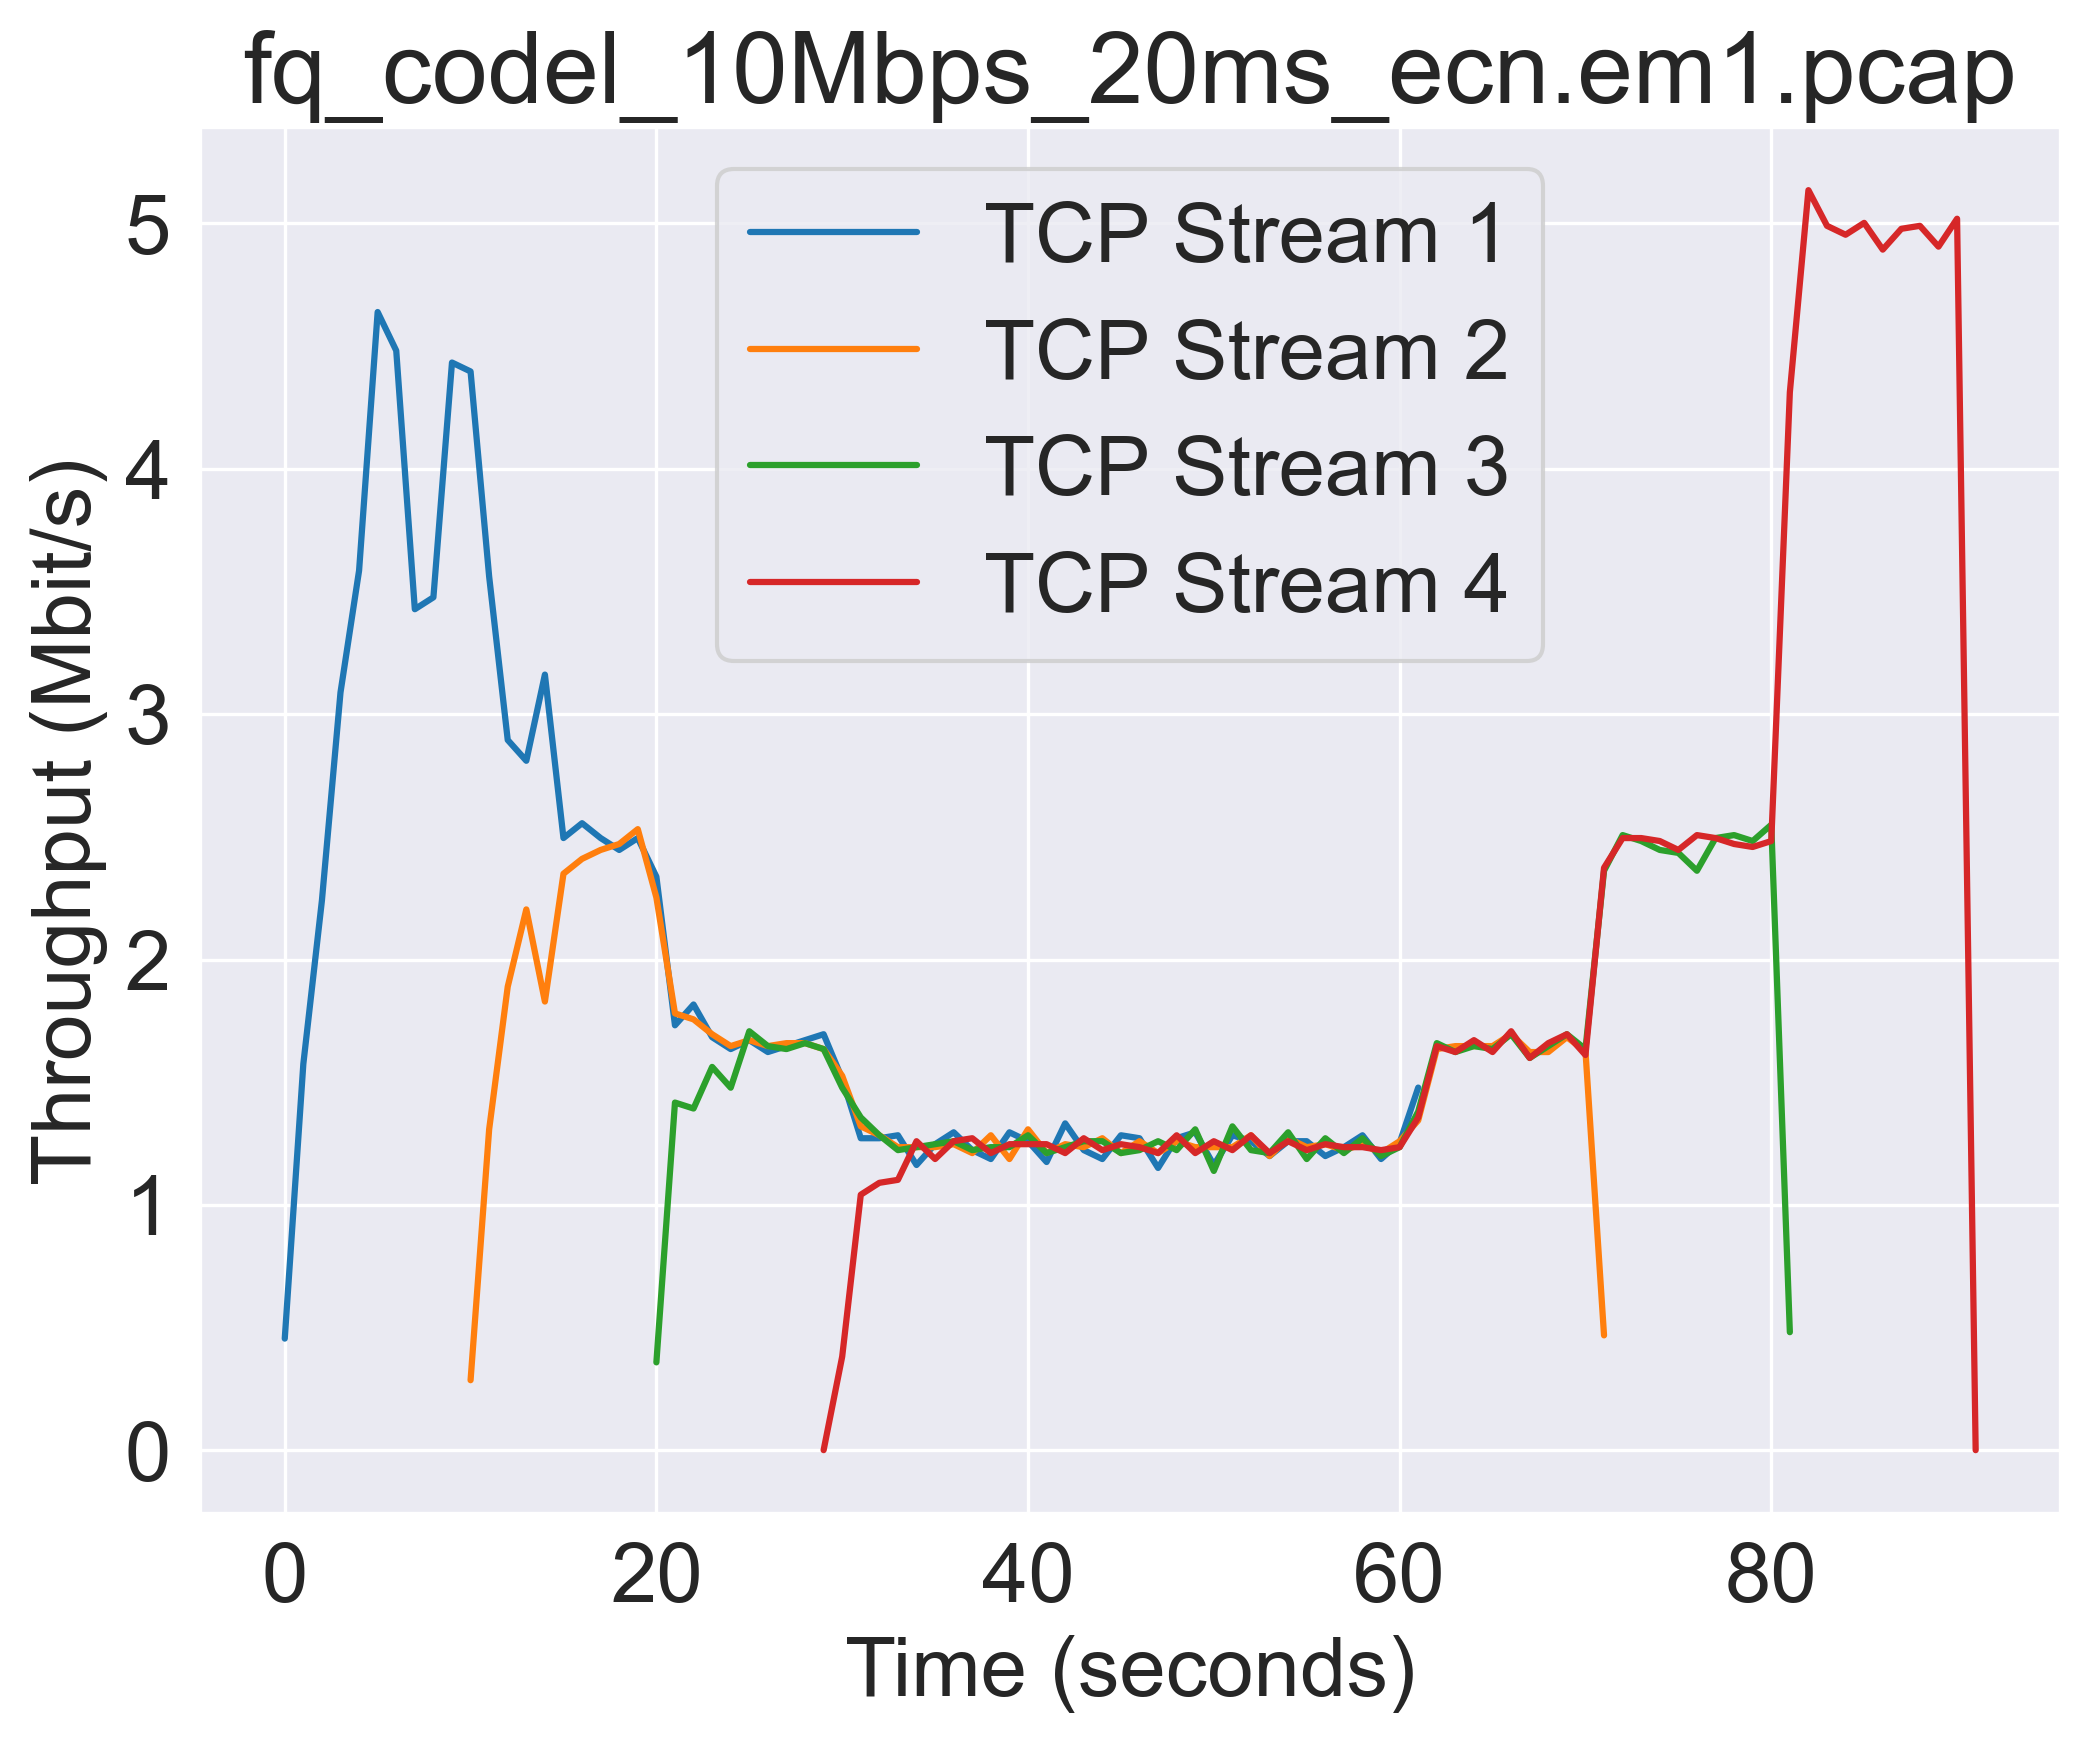 fq_codel_10Mbps_20ms_ecn.em1.pcap
TCP Stream 1
TCP Stream 2
TCP Stream 3
TCP Stream 4
Throughput (Mbit/s)
5
4
3
2
1
0
0 20 40 60 80
Time (seconds)